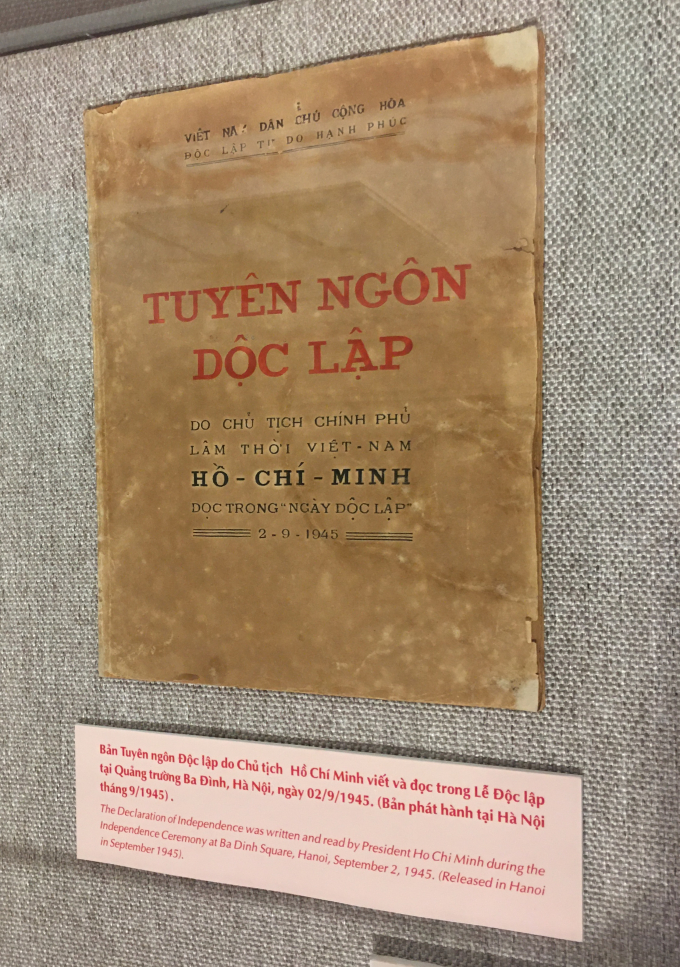 VIỆT NAM DÂN CHỦ CỘNG HÒA
ĐỘC LẬP TỰ DO HẠNH PHÚC
TUYÊN NGÔN
DỘC LẬP
DO CHỦ TỊCH CHÍNH PHỦ
LÂM THỜI VIỆT-NAM
HỒ-CHÍ-MINH
DỌC TRONG "NGÀY DỘC LẬP"
2-9-1945
Bản Tuyên ngôn Độc lập do Chủ tịch Hồ Chí Minh viết và đọc trong Lễ Độc lập
tại Quảng trường Ba Đình, Hà Nội, ngày 02/9/1945. (Bản phát hành tại Hà Nội
tháng 9/1945) .
The Declaration of Independence was written and read by President Ho Chi Minh during the
Independence Ceremony at Ba Dinh Square, Hanoi, September 2, 1945. (Released in Hanoi
in September 1945).